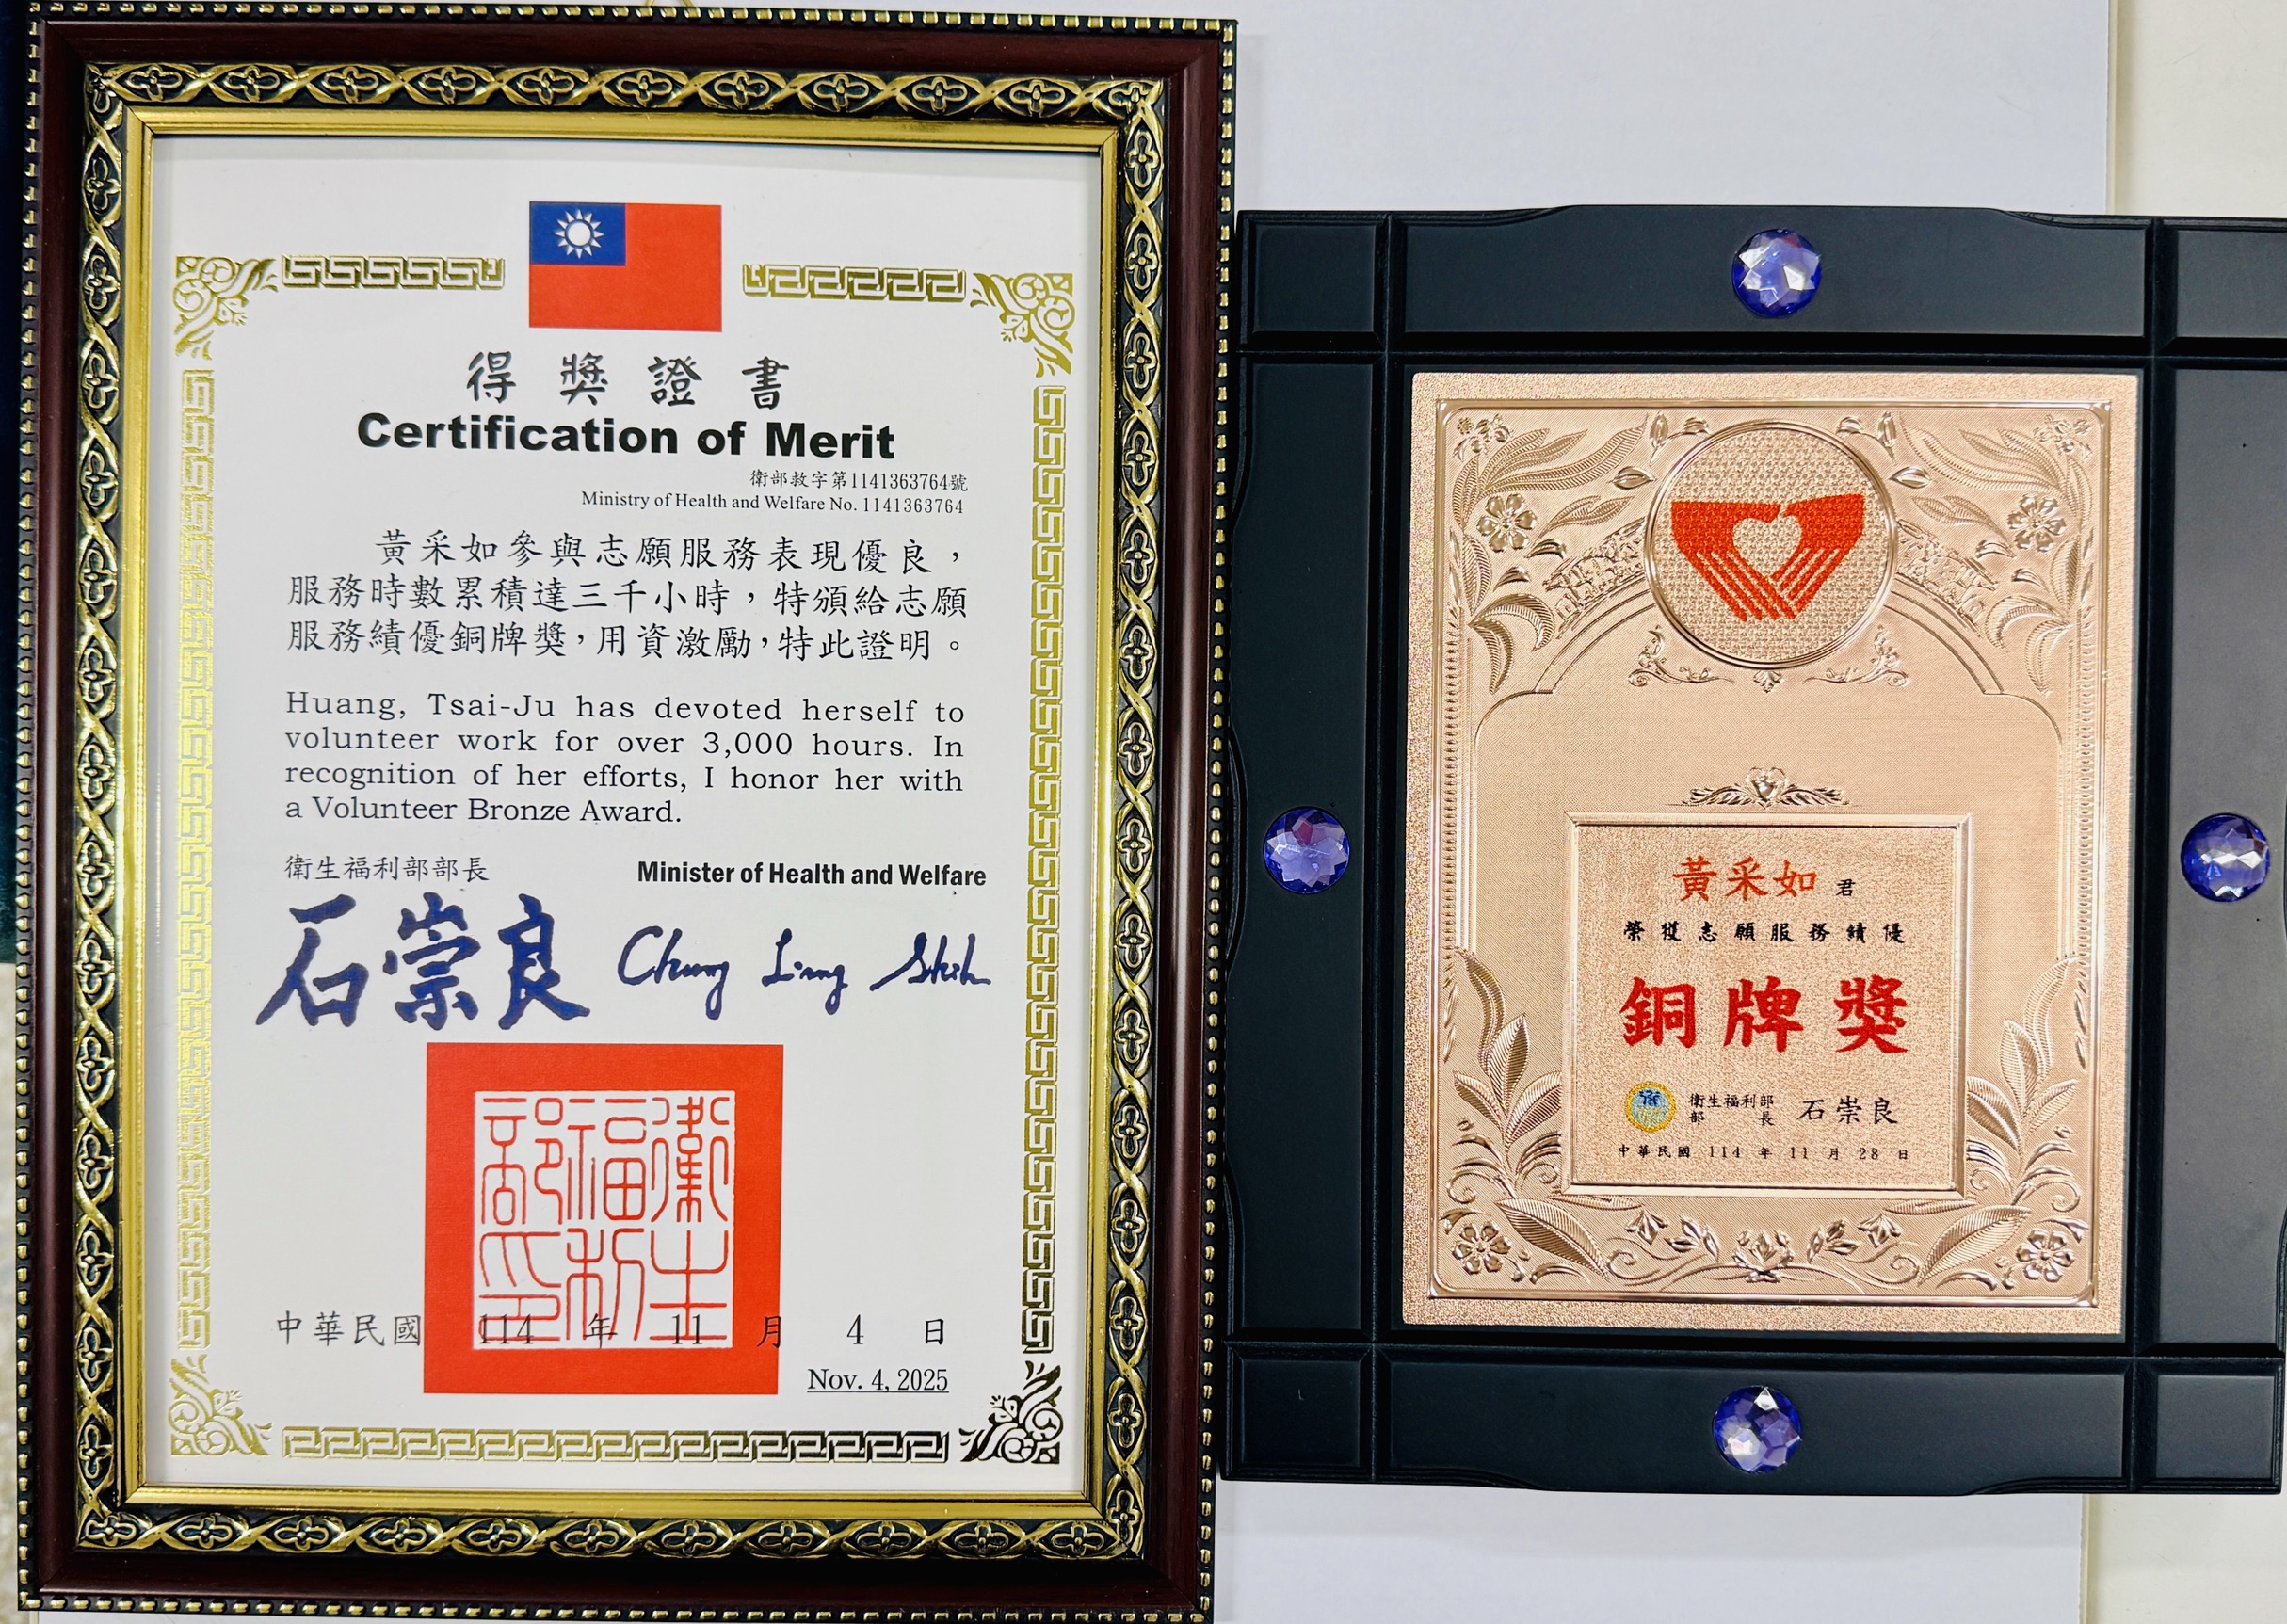 得獎證書
Certification of Merit
衛部救字第1141363764號
Ministry of Health and Welfare No. 1141363764
黃采如參與志願服務表現優良，
服務時數累積達三千小時，特頒給志願
服務績優銅牌獎，用資激勵，特此證明。
Huang, Tsai-Ju has devoted herself to
volunteer work for over 3,000 hours. In
recognition of her efforts, I honor her with
a Volunteer Bronze Award.
衛生福利部部長 Minister of Health and Welfare
石崇良 Chung Liang Shih
衛生福利部印
中華民國 114 年 11 月 4 日
Nov. 4, 2025
黃采如 君
榮獲志願服務績優
銅牌獎
衛生福利部
部長 石崇良
中華民國 114 年 11 月 28 日